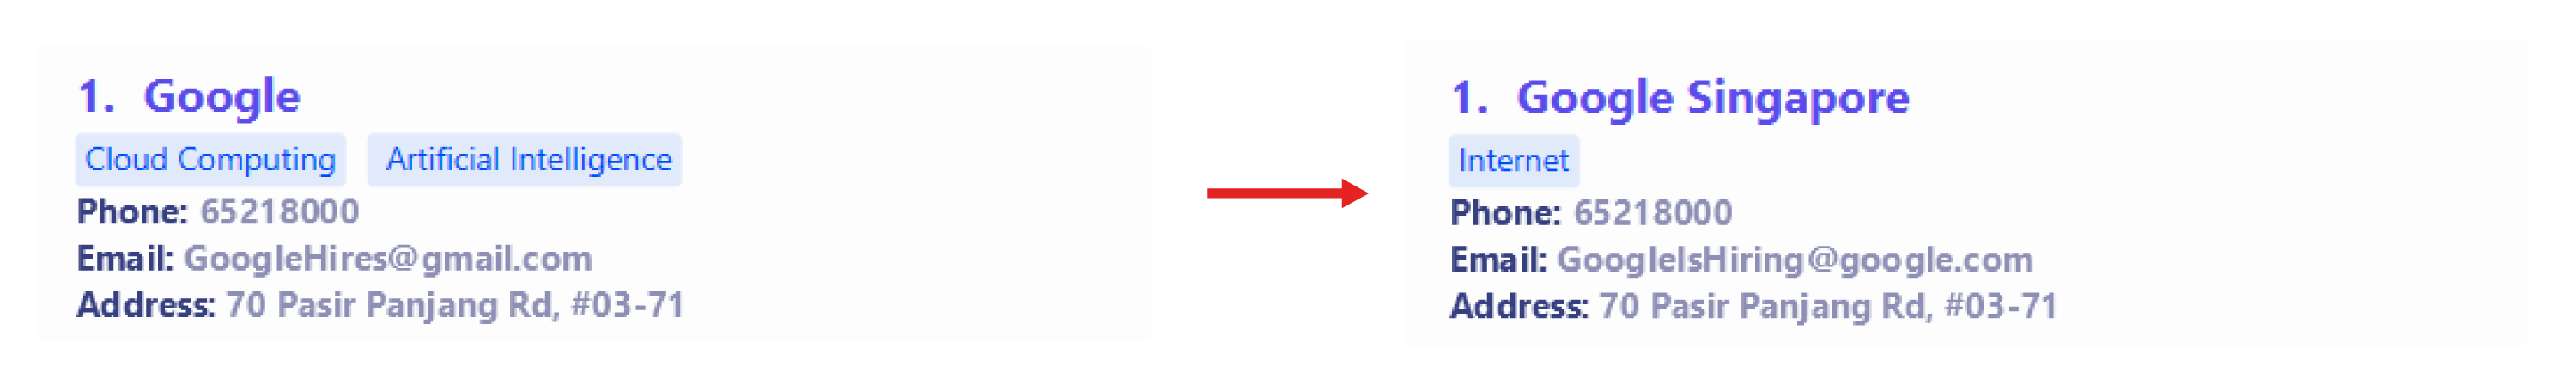 1. Google
Cloud Computing Artificial Intelligence
Phone: 65218000
Email: GoogleHires@gmail.com
Address: 70 Pasir Panjang Rd, #03-71
1. Google Singapore
Internet
Phone: 65218000
Email: GoogleIsHiring@google.com
Address: 70 Pasir Panjang Rd, #03-71